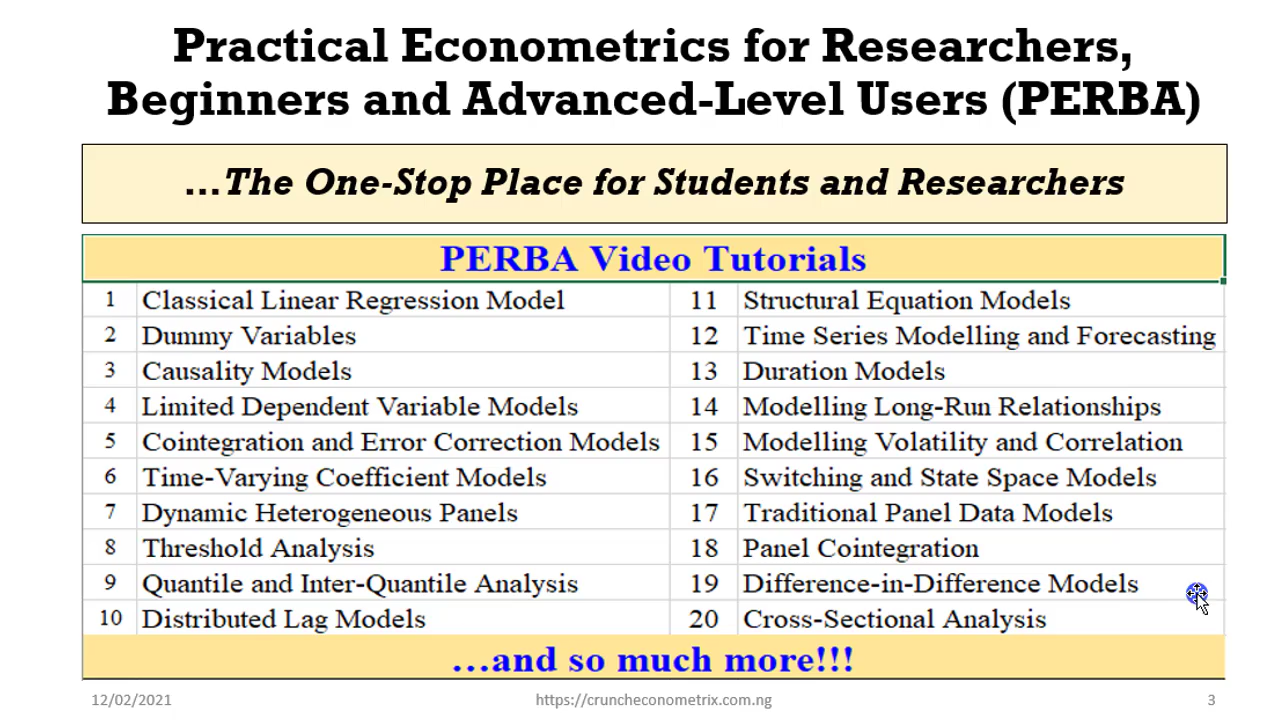 Practical Econometrics for Researchers,
Beginners and Advanced-Level Users (PERBA)
…The One-Stop Place for Students and Researchers
PERBA Video Tutorials
1 Classical Linear Regression Model 11 Structural Equation Models
2 Dummy Variables 12 Time Series Modelling and Forecasting
3 Causality Models 13 Duration Models
4 Limited Dependent Variable Models 14 Modelling Long-Run Relationships
5 Cointegration and Error Correction Models 15 Modelling Volatility and Correlation
6 Time-Varying Coefficient Models 16 Switching and State Space Models
7 Dynamic Heterogeneous Panels 17 Traditional Panel Data Models
8 Threshold Analysis 18 Panel Cointegration
9 Quantile and Inter-Quantile Analysis 19 Difference-in-Difference Models
10 Distributed Lag Models 20 Cross-Sectional Analysis
…and so much more!!!
12/02/2021 https://cruncheconometrix.com.ng 3